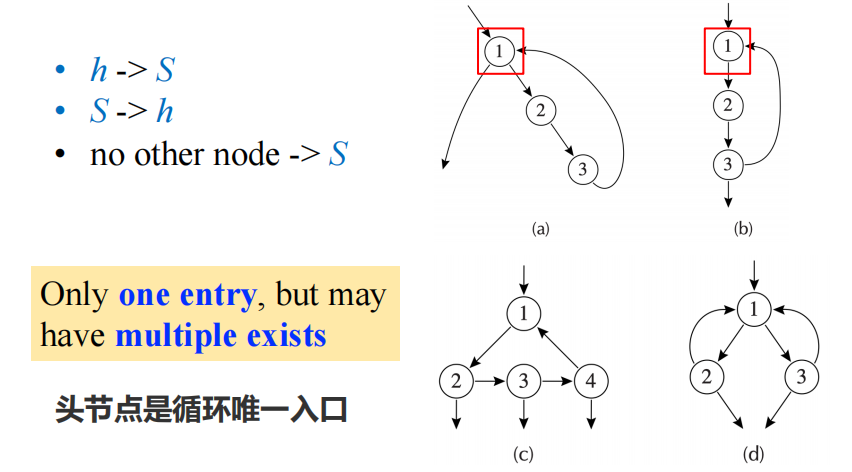 • h -> S
• S -> h
• no other node -> S
Only one entry, but may
have multiple exists
头节点是循环唯一入口
1
2
3
(a)
1
2
3
(b)
1
2 3 4
(c)
1
2 3
(d)